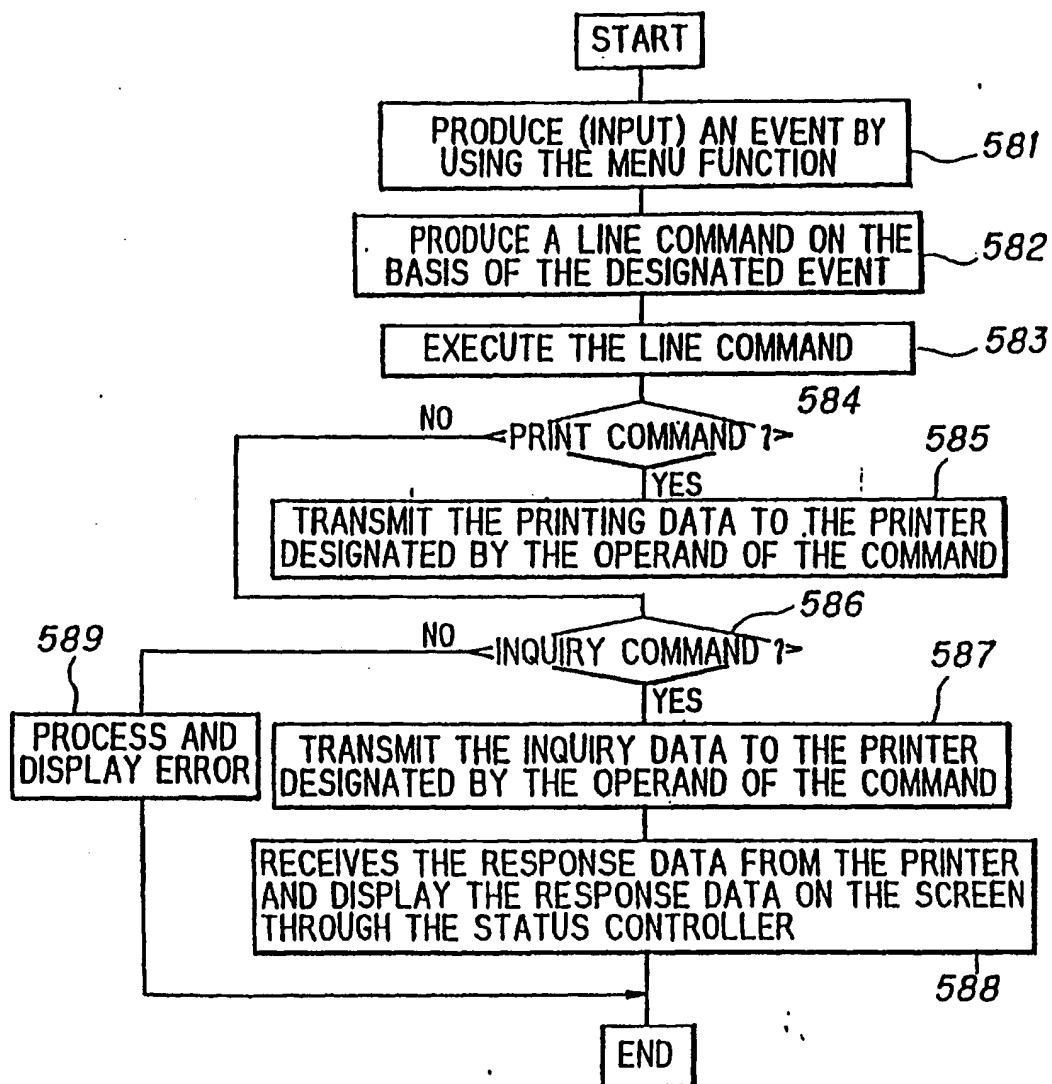 START
PRODUCE (INPUT) AN EVENT BY
USING THE MENU FUNCTION
581
PRODUCE A LINE COMMAND ON THE
BASIS OF THE DESIGNATED EVENT
582
EXECUTE THE LINE COMMAND
583
584
NO
PRINT COMMAND ?
585
YES
TRANSMIT THE PRINTING DATA TO THE PRINTER
DESIGNATED BY THE OPERAND OF THE COMMAND
586
589
NO
INQUIRY COMMAND ?
587
YES
PROCESS AND
DISPLAY ERROR
TRANSMIT THE INQUIRY DATA TO THE PRINTER
DESIGNATED BY THE OPERAND OF THE COMMAND
RECEIVES THE RESPONSE DATA FROM THE PRINTER
AND DISPLAY THE RESPONSE DATA ON THE SCREEN
THROUGH THE STATUS CONTROLLER
588
END